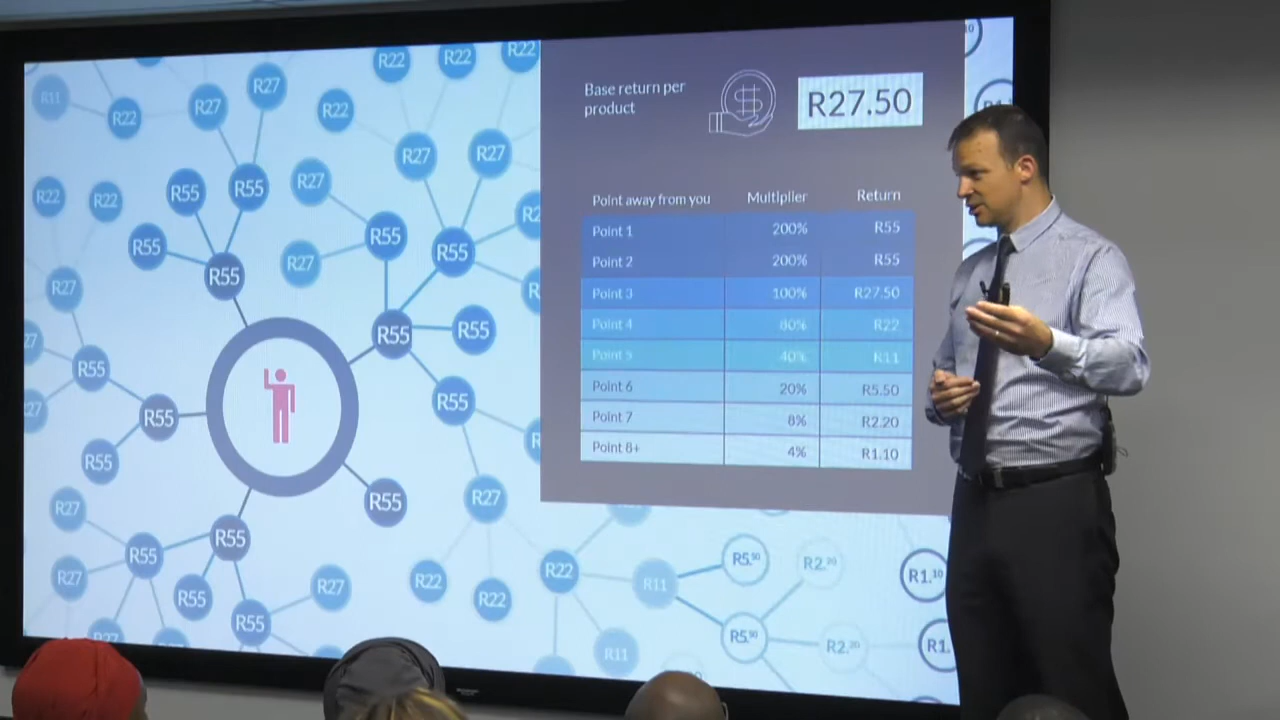 Base return per
product
R27.50
Point away from you Multiplier Return
Point 1 200% R55
Point 2 200% R55
Point 3 100% R27.50
Point 4 80% R22
Point 5 40% R11
Point 6 20% R5.50
Point 7 8% R2.20
Point 8+ 4% R1.10
R22 R22 R22
R11 R22 R27 R27 R22
R27 R27
R22 R22 R55 R55 R27
R55 R55 R55
R27 R55 R27
R55 R55
R55
R55 R55
R55 R55
R27 R27 R55
R55 R55
R27 R55 R55 R27
R55
R22 R22 R22 R11 R5.50 R2.20 R1.10
R11 R5.50 R2.20 R1.